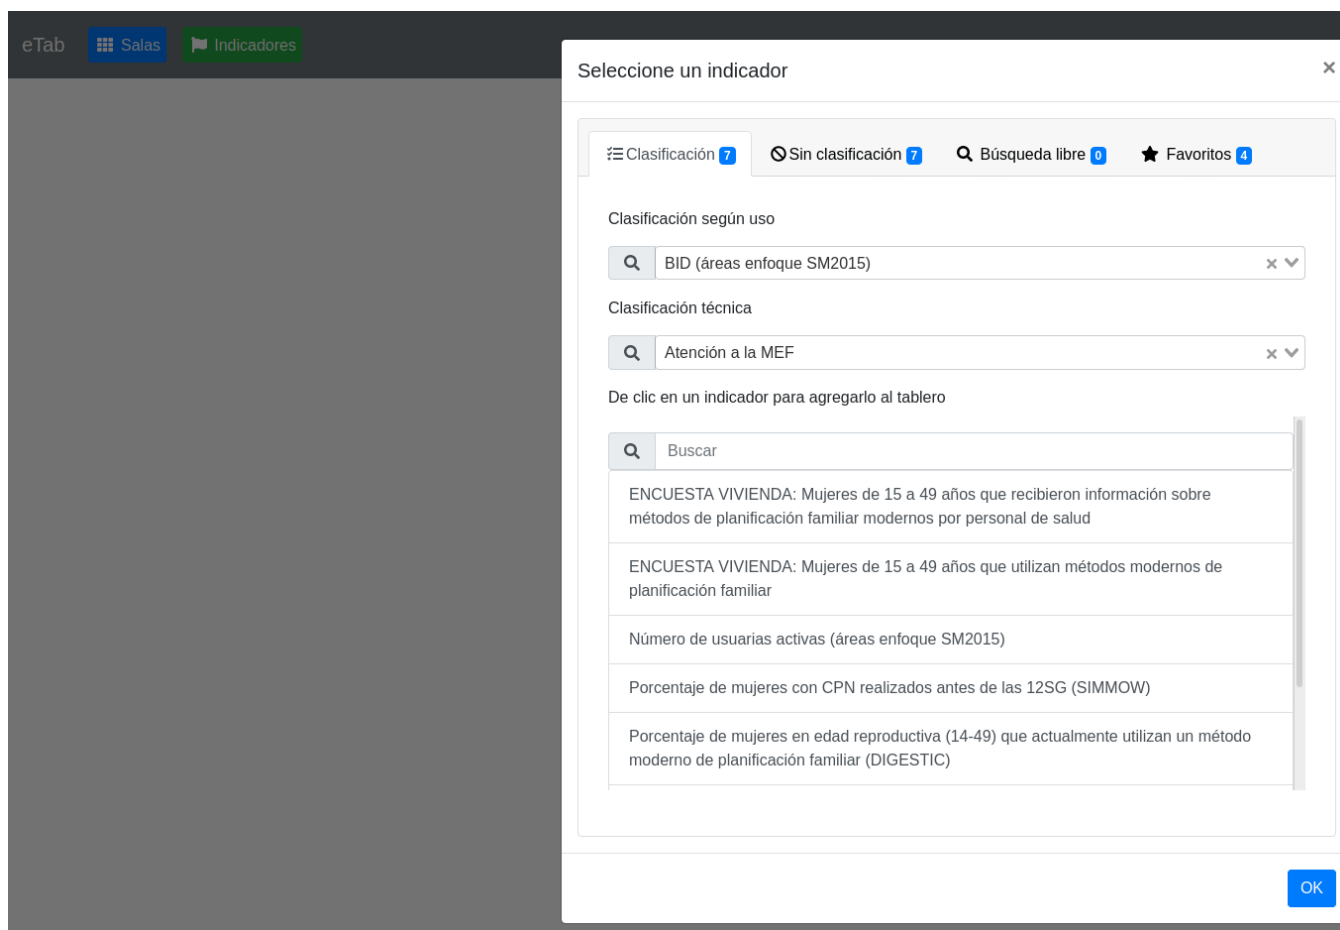 eTab Salas Indicadores
Seleccione un indicador ×
Clasificación 7 Sin clasificación 7 Búsqueda libre 0 Favoritos 4
Clasificación según uso
BID (áreas enfoque SM2015)
Clasificación técnica
Atención a la MEF
De clic en un indicador para agregarlo al tablero
Buscar
ENCUESTA VIVIENDA: Mujeres de 15 a 49 años que recibieron información sobre
métodos de planificación familiar modernos por personal de salud
ENCUESTA VIVIENDA: Mujeres de 15 a 49 años que utilizan métodos modernos de
planificación familiar
Número de usuarias activas (áreas enfoque SM2015)
Porcentaje de mujeres con CPN realizados antes de las 12SG (SIMMOW)
Porcentaje de mujeres en edad reproductiva (14-49) que actualmente utilizan un método
moderno de planificación familiar (DIGESTIC)
OK